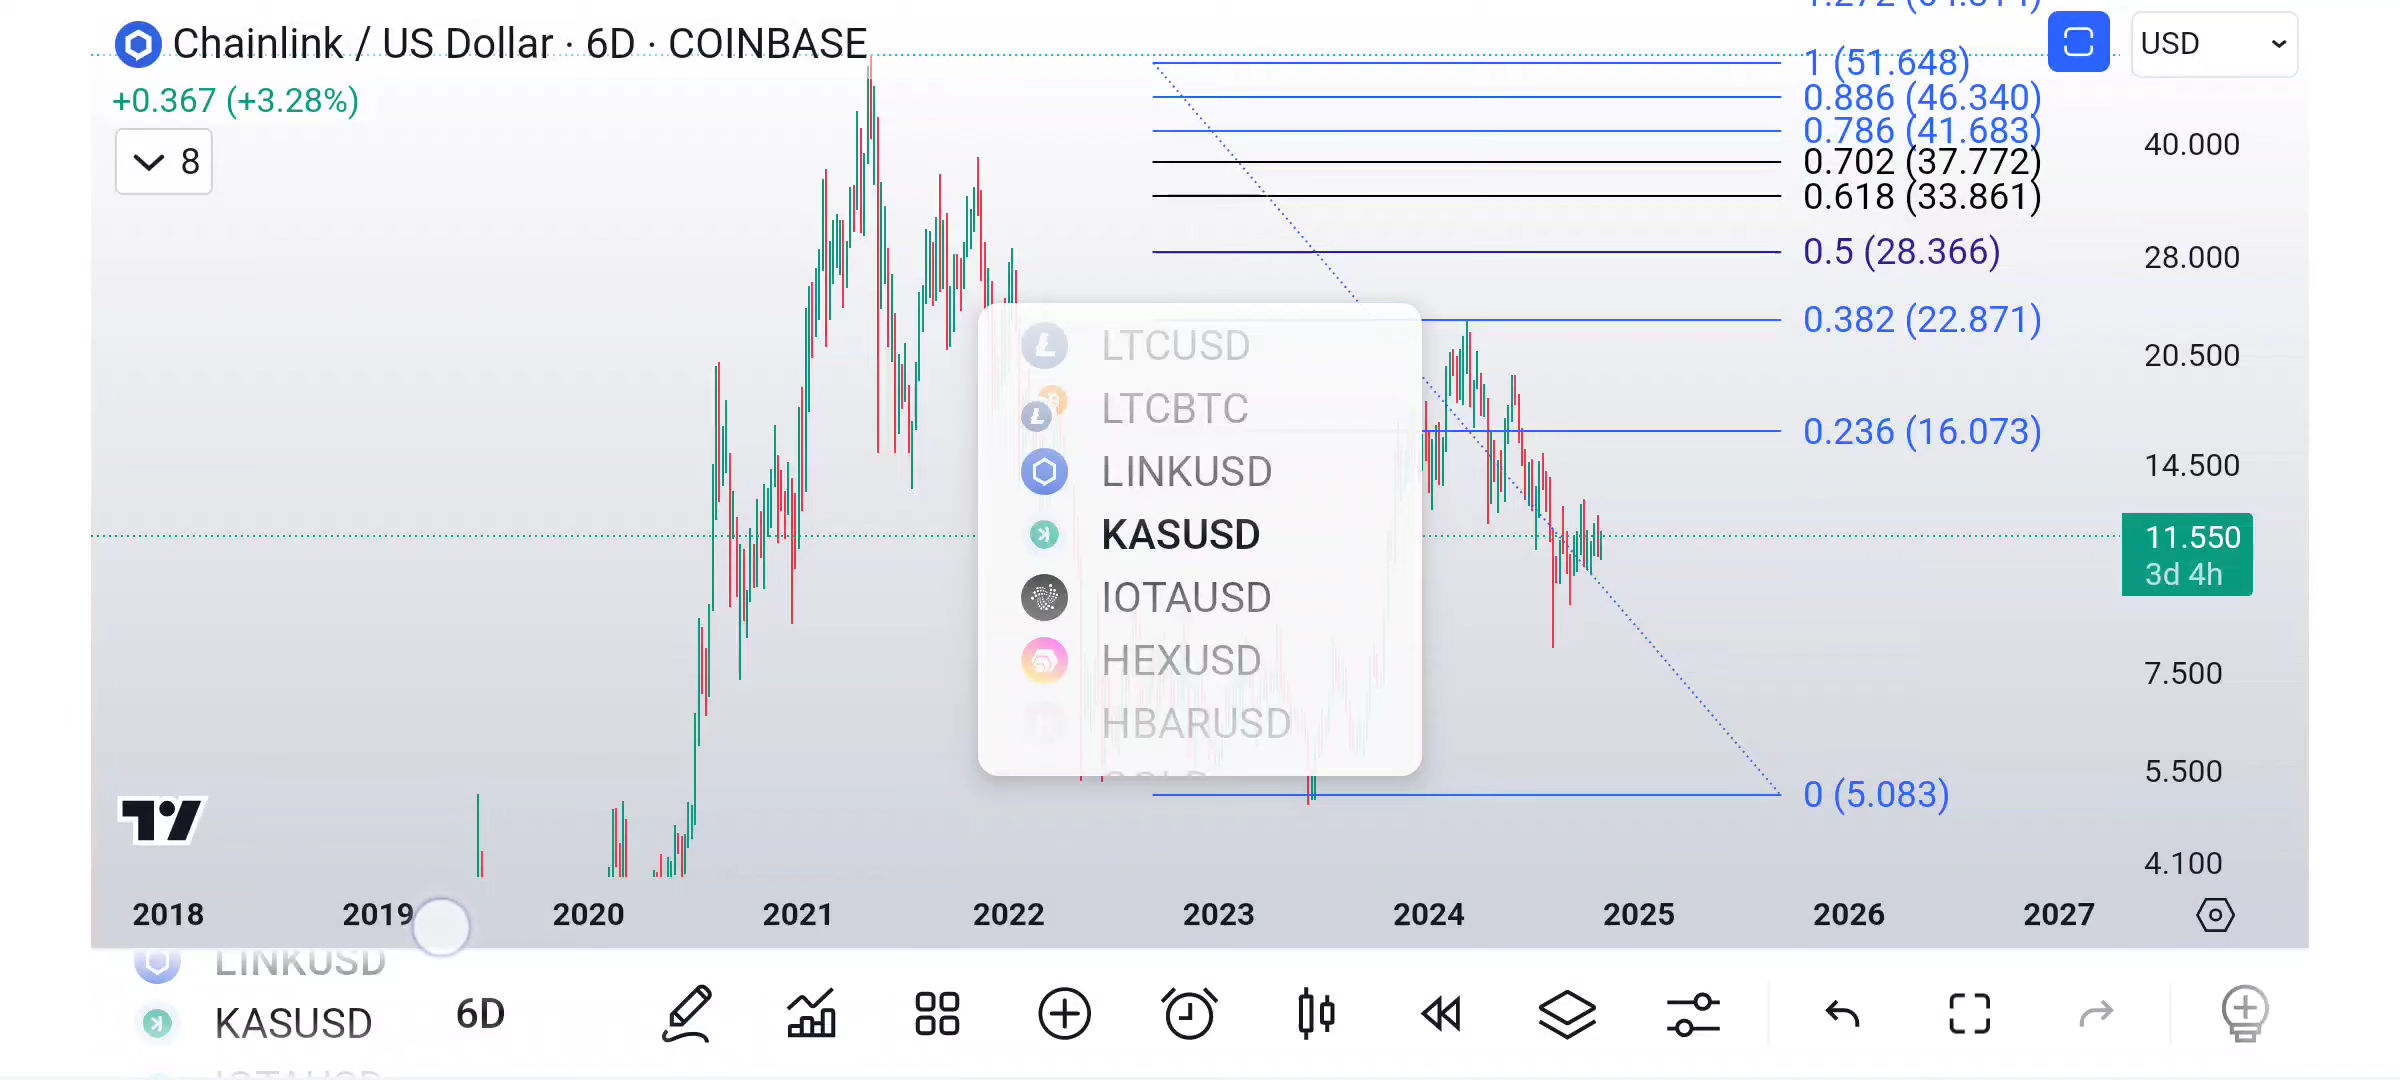 Chainlink / US Dollar · 6D · COINBASE
+0.367 (+3.28%)
8
USD
1 (51.648)
0.886 (46.340)
0.786 (41.683)
0.702 (37.772)
0.618 (33.861)
0.5 (28.366)
0.382 (22.871)
0.236 (16.073)
0 (5.083)
40.000
28.000
20.500
14.500
11.550
3d 4h
7.500
5.500
4.100
LTCUSD
LTCBTC
LINKUSD
KASUSD
IOTAUSD
HEXUSD
HBARUSD
2018 2019 2020 2021 2022 2023 2024 2025 2026 2027
LINKUSD
KASUSD
6D